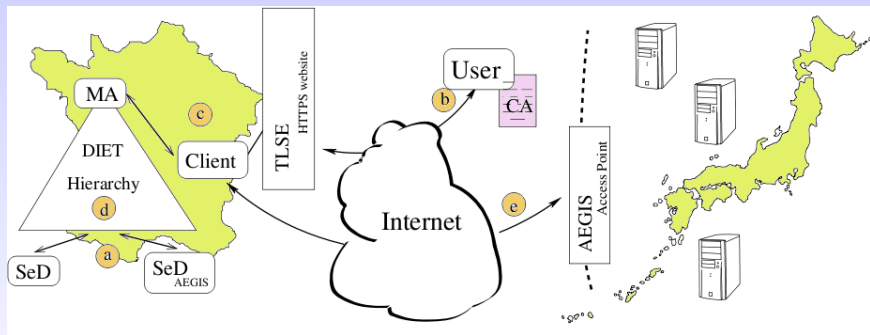 MA
c
DIET
Hierarchy
d
Client
a
SeD
SeD
AEGIS
TLSE
HTTPS website
User
b
CA
Internet
e
AEGIS
Access Point